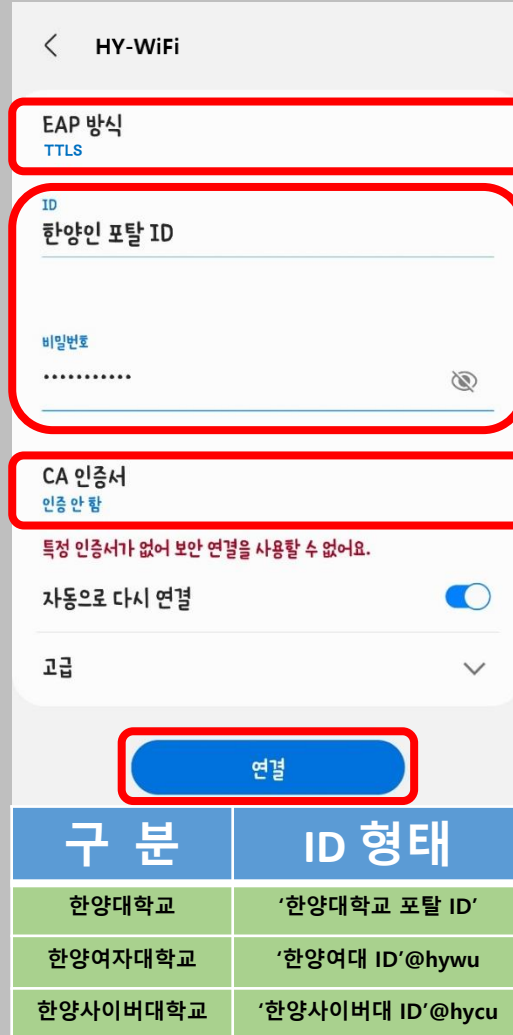 HY-WiFi
EAP 방식
TTLS
ID
한양인 포탈 ID
비밀번호
···········
CA 인증서
인증 안 함
특정 인증서가 없어 보안 연결을 사용할 수 없어요.
자동으로 다시 연결
고급
연결
구 분 ID 형태
한양대학교 ‘한양대학교 포탈 ID’
한양여자대학교 ‘한양여대 ID’@hywu
한양사이버대학교 ‘한양사이버대 ID’@hycu